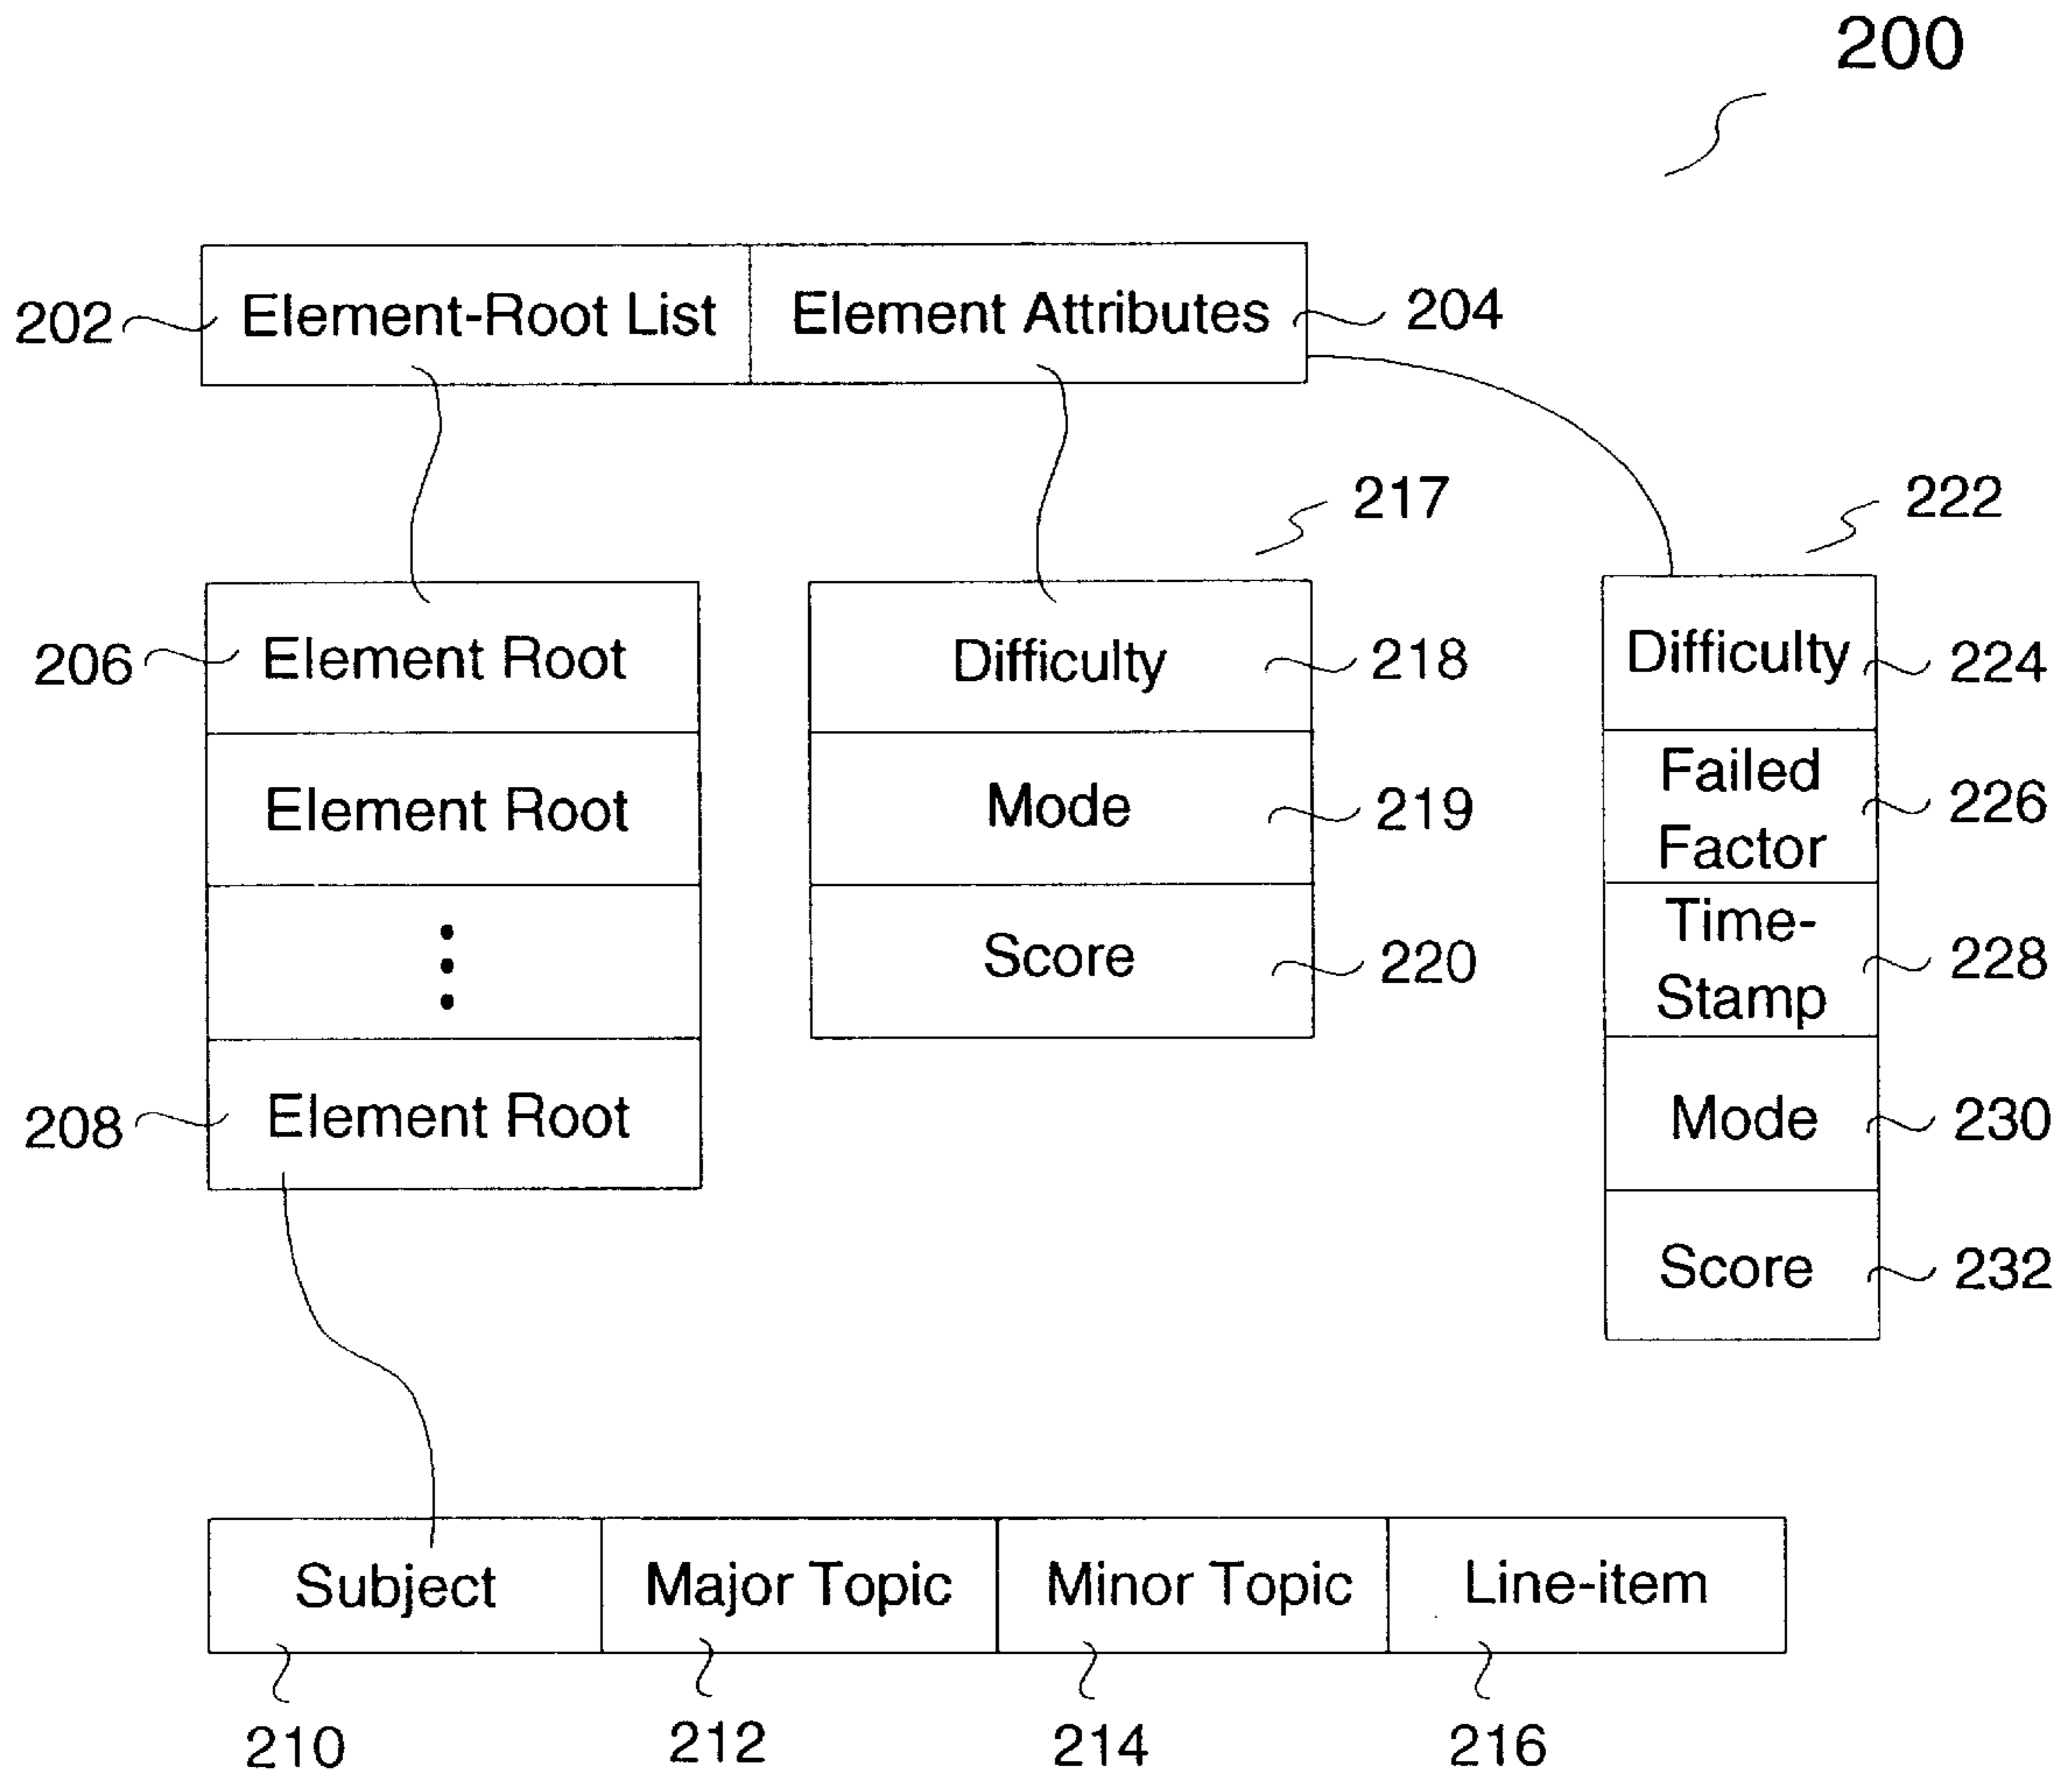 200
202 Element-Root List Element Attributes 204
217 222
206 Element Root Difficulty 218 Difficulty 224
Element Root Mode 219 Failed 226
Factor
Score 220 Time- 228
Stamp
208 Element Root Mode 230
Score 232
Subject Major Topic Minor Topic Line-item
210 212 214 216